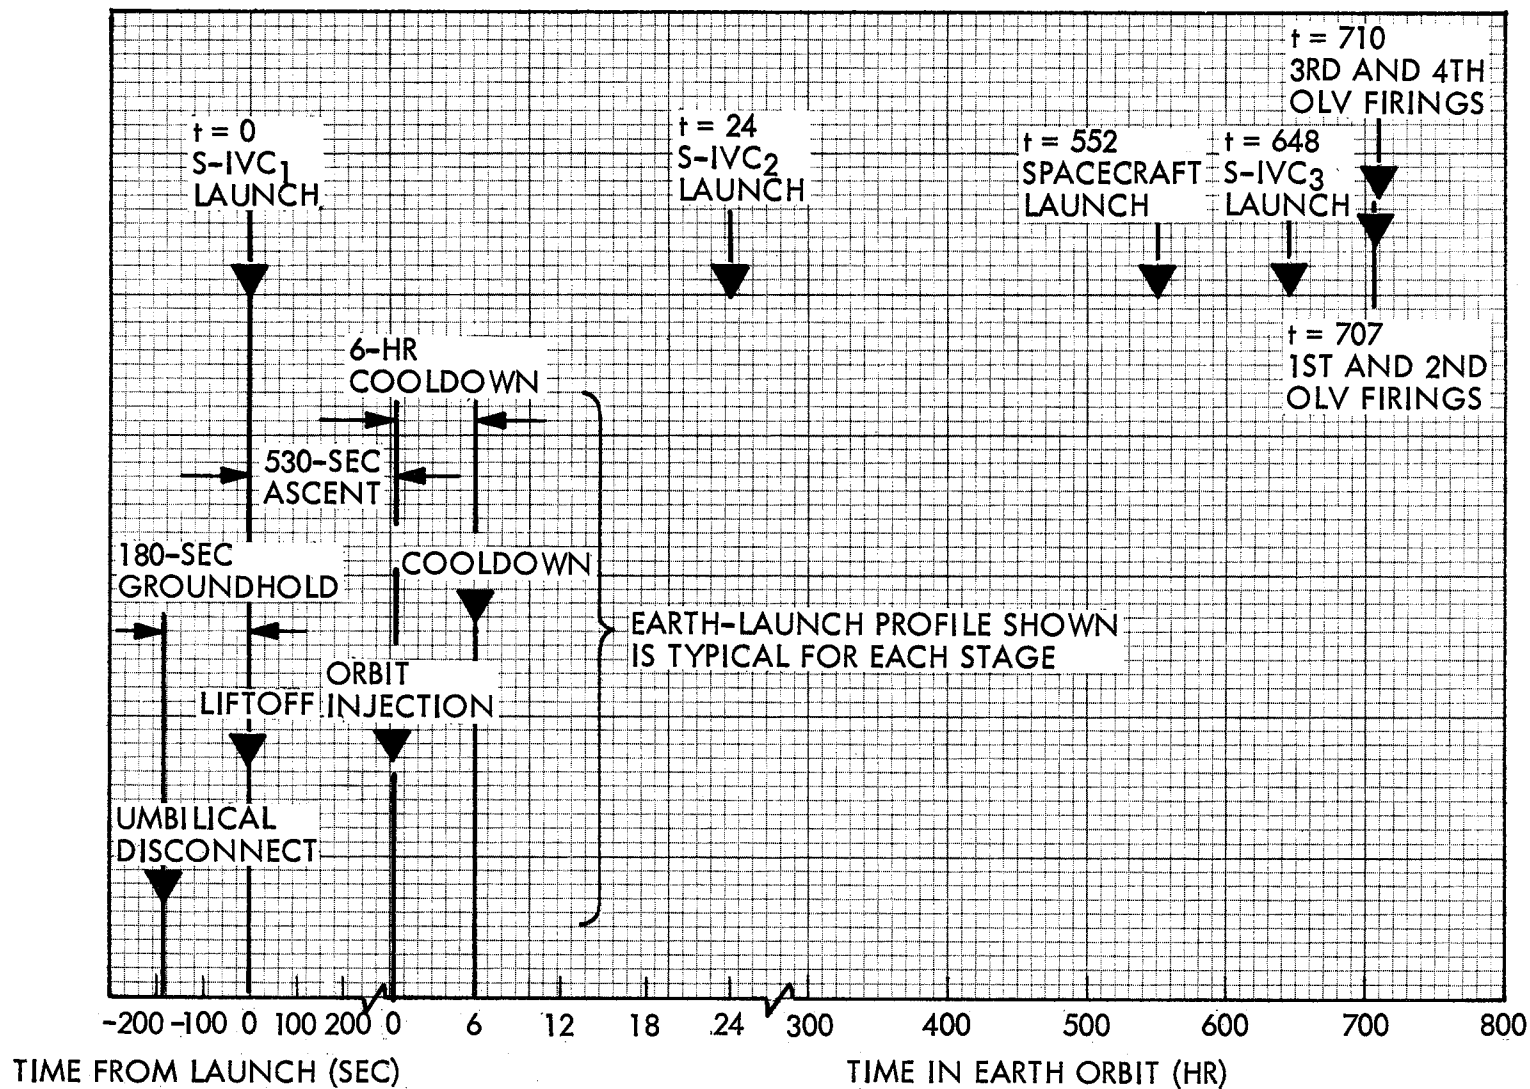 t = 0
S-IVC1
LAUNCH
t = 24
S-IVC2
LAUNCH
t = 552
SPACECRAFT
LAUNCH
t = 648
S-IVC3
LAUNCH
t = 710
3RD AND 4TH
OLV FIRINGS
t = 707
1ST AND 2ND
OLV FIRINGS
6-HR
COOLDOWN
530-SEC
ASCENT
180-SEC
GROUNDHOLD
COOLDOWN
EARTH-LAUNCH PROFILE SHOWN
IS TYPICAL FOR EACH STAGE
ORBIT
INJECTION
LIFTOFF
UMBILICAL
DISCONNECT
-200 -100 0 100 200 0 6 12 18 24 300 400 500 600 700 800
TIME FROM LAUNCH (SEC)
TIME IN EARTH ORBIT (HR)